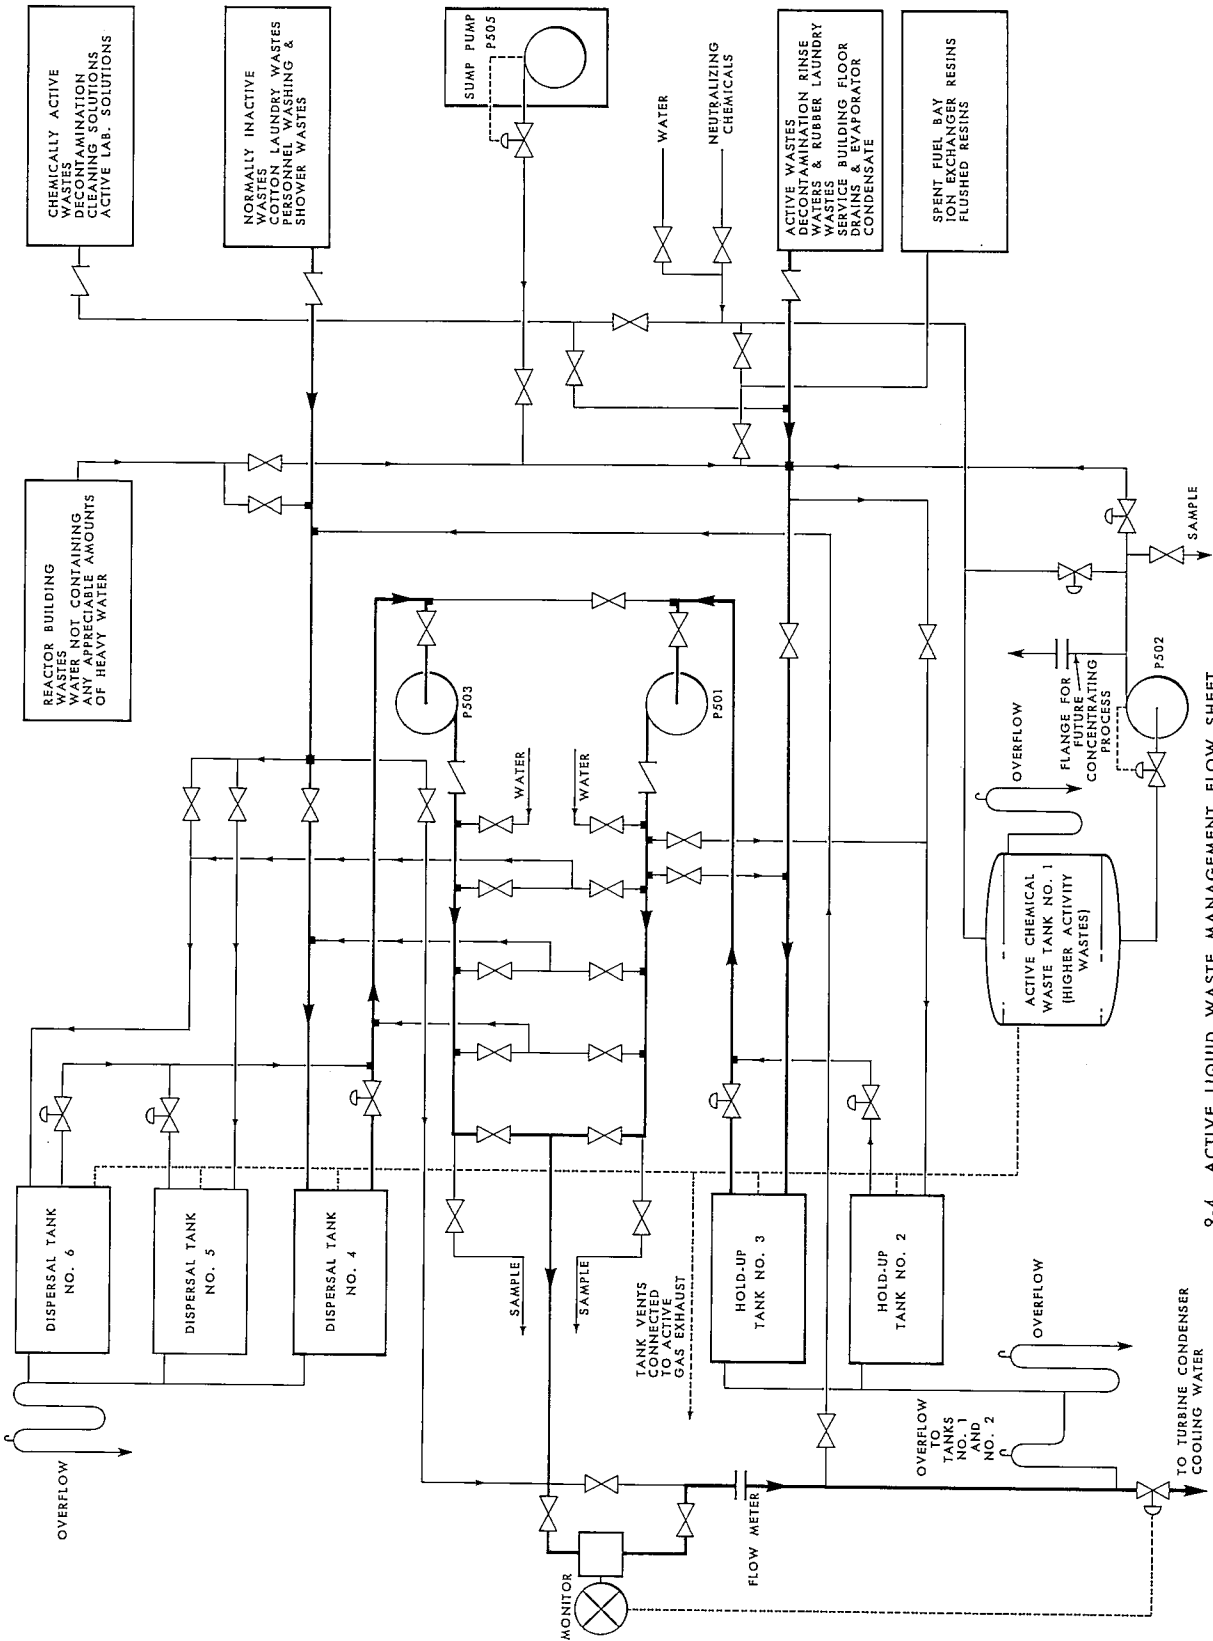 CHEMICALLY ACTIVE
WASTES
DECONTAMINATION
CLEANING SOLUTIONS
ACTIVE LAB. SOLUTIONS
NORMALLY INACTIVE
WASTES
COTTON LAUNDRY WASTES
PERSONNEL WASHING &
SHOWER WASTES
SUMP PUMP
P505
WATER
NEUTRALIZING
CHEMICALS
ACTIVE WASTES
DECONTAMINATION RINSE
WATERS & RUBBER LAUNDRY
WASTES
SERVICE BUILDING FLOOR
DRAINS & EVAPORATOR
CONDENSATE
SPENT FUEL BAY
ION EXCHANGER RESINS
FLUSHED RESINS
REACTOR BUILDING
WASTES
WATER NOT CONTAINING
ANY APPRECIABLE AMOUNTS
OF HEAVY WATER
P503
P501
WATER
WATER
SAMPLE
P502
FLANGE FOR
FUTURE
CONCENTRATING
PROCESS
OVERFLOW
ACTIVE CHEMICAL
WASTE TANK NO. 1
(HIGHER ACTIVITY
WASTES)
DISPERSAL TANK
NO. 6
DISPERSAL TANK
NO. 5
DISPERSAL TANK
NO. 4
SAMPLE
SAMPLE
TANK VENTS
CONNECTED
TO ACTIVE
GAS EXHAUST
HOLD-UP
TANK NO. 3
HOLD-UP
TANK NO. 2
OVERFLOW
OVERFLOW
OVERFLOW
TO
TANKS
NO. 1
AND
NO. 2
MONITOR
FLOW METER
TO TURBINE CONDENSER
COOLING WATER
ACTIVE LIQUID WASTE MANAGEMENT FLOW SHEET